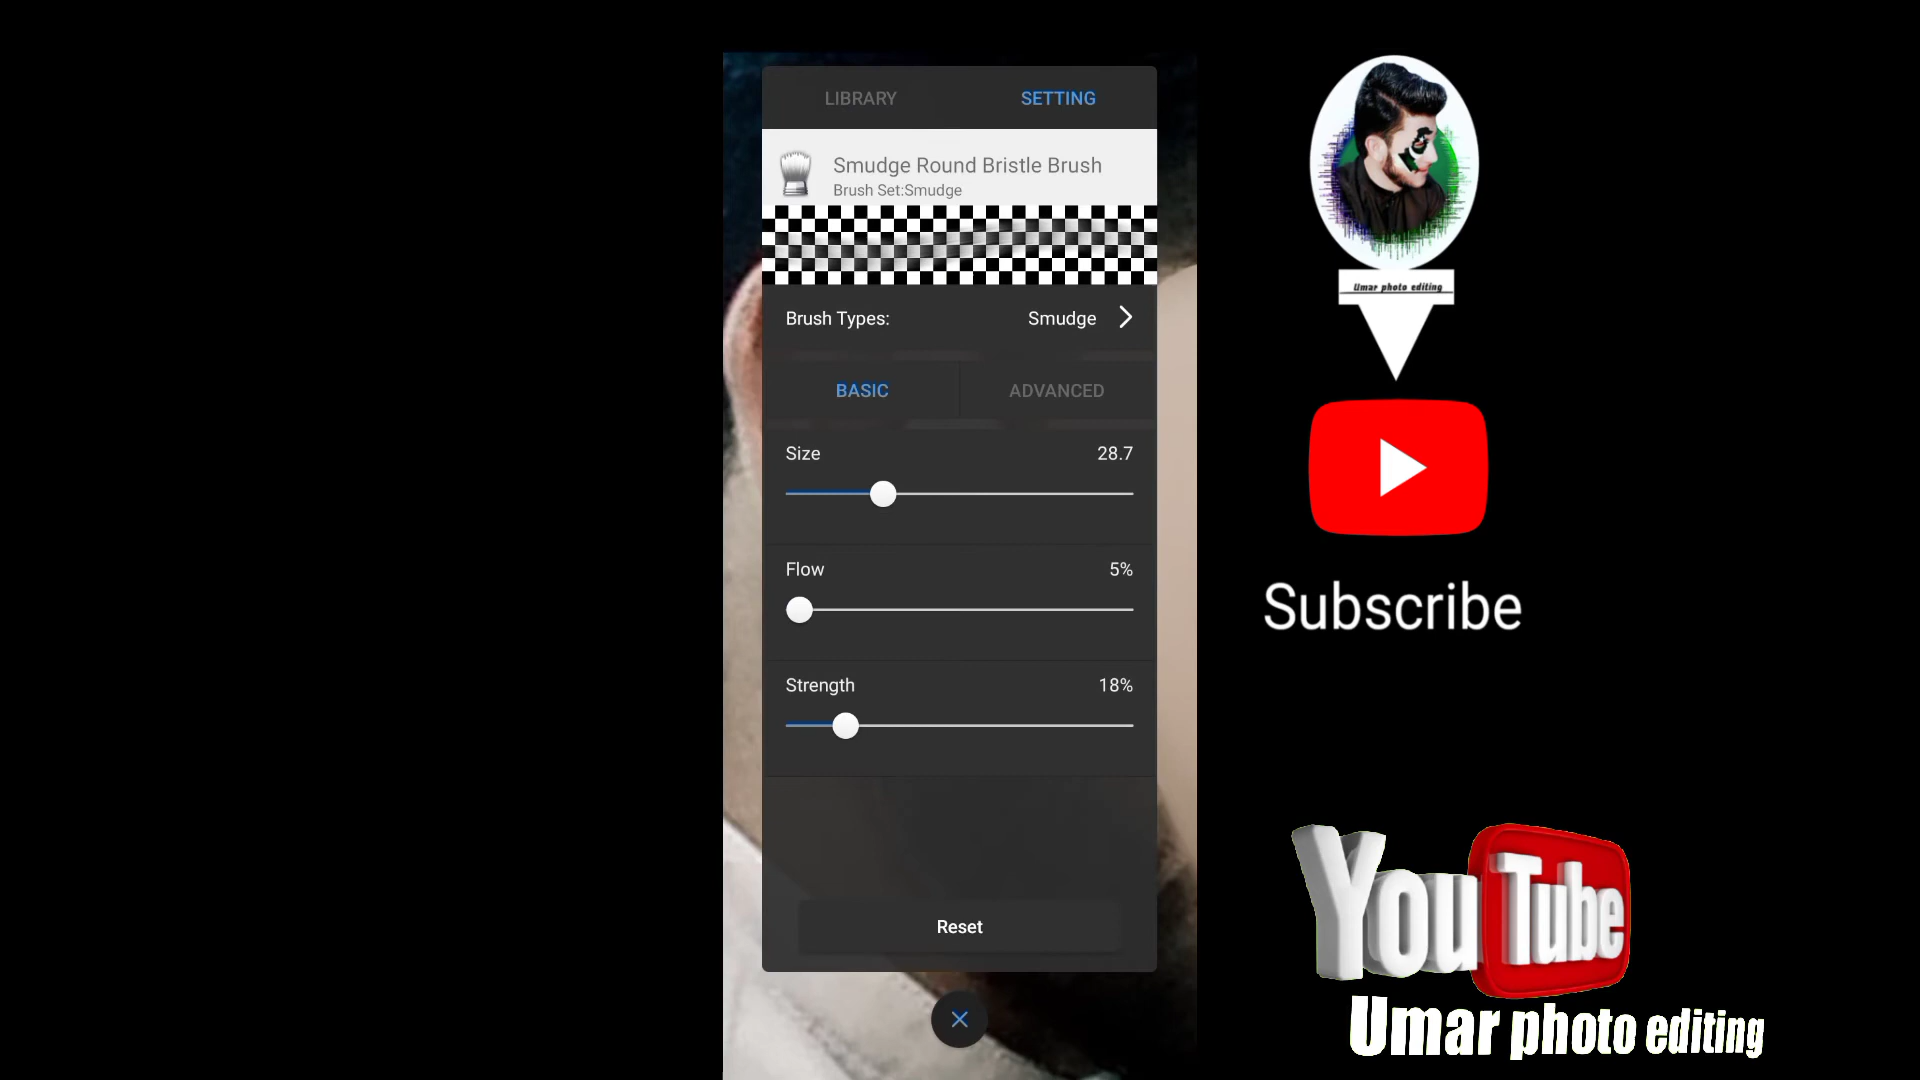 LIBRARY
SETTING
Smudge Round Bristle Brush
Brush Set:Smudge
Brush Types:
Smudge
BASIC
ADVANCED
Size
28.7
Flow
5%
Strength
18%
Reset
Umar photo editing
Subscribe
YouTube
Umar photo editing